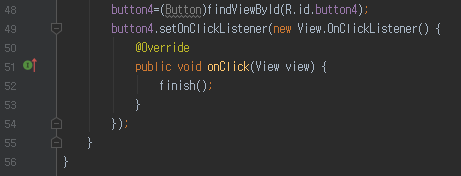 48 button4=(Button)findViewById(R.id.button4);
49 button4.setOnClickListener(new View.OnClickListener() {
50 @Override
51 public void onClick(View view) {
52 finish();
53 }
54 });
55 }
56 }